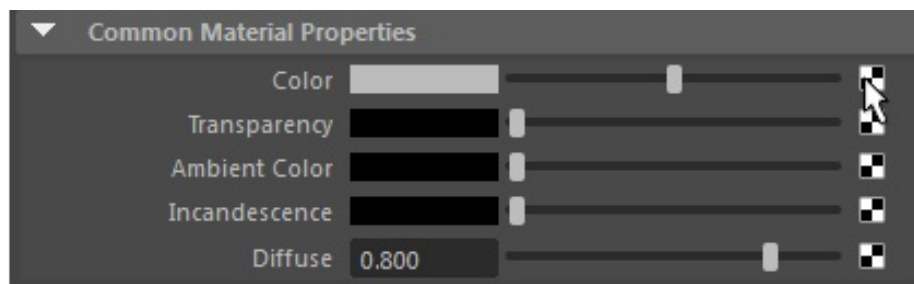 Common Material Properties
Color
Transparency
Ambient Color
Incandescence
Diffuse 0.800